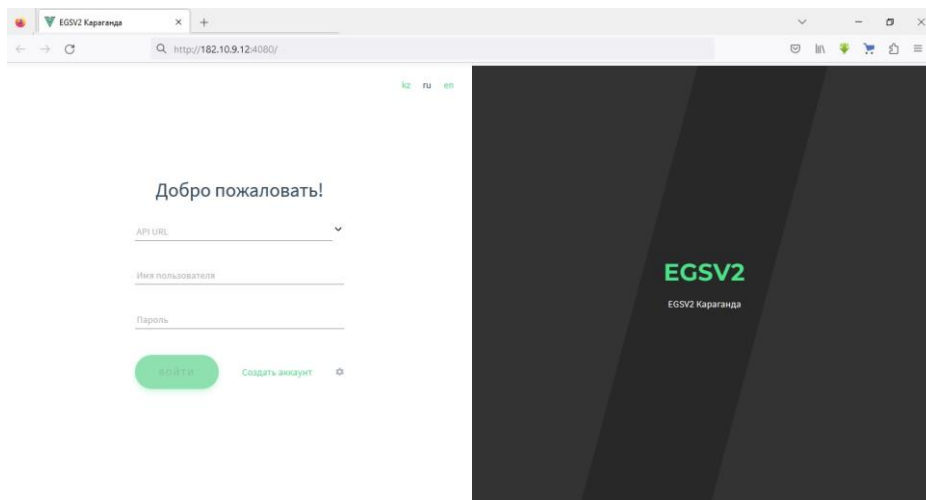 EGSV2 Караганда
http://182.10.9.12:4080/
kz ru en
Добро пожаловать!
API URL
Имя пользователя
Пароль
ВОЙТИ
Создать аккаунт
EGSV2
EGSV2 Караганда